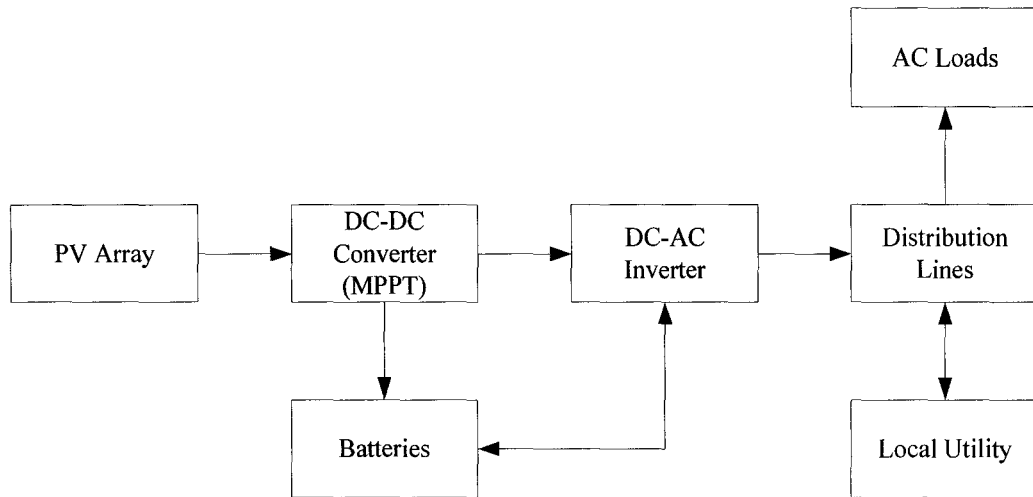 AC Loads
PV Array
DC-DC
Converter
(MPPT)
DC-AC
Inverter
Distribution
Lines
Batteries
Local Utility